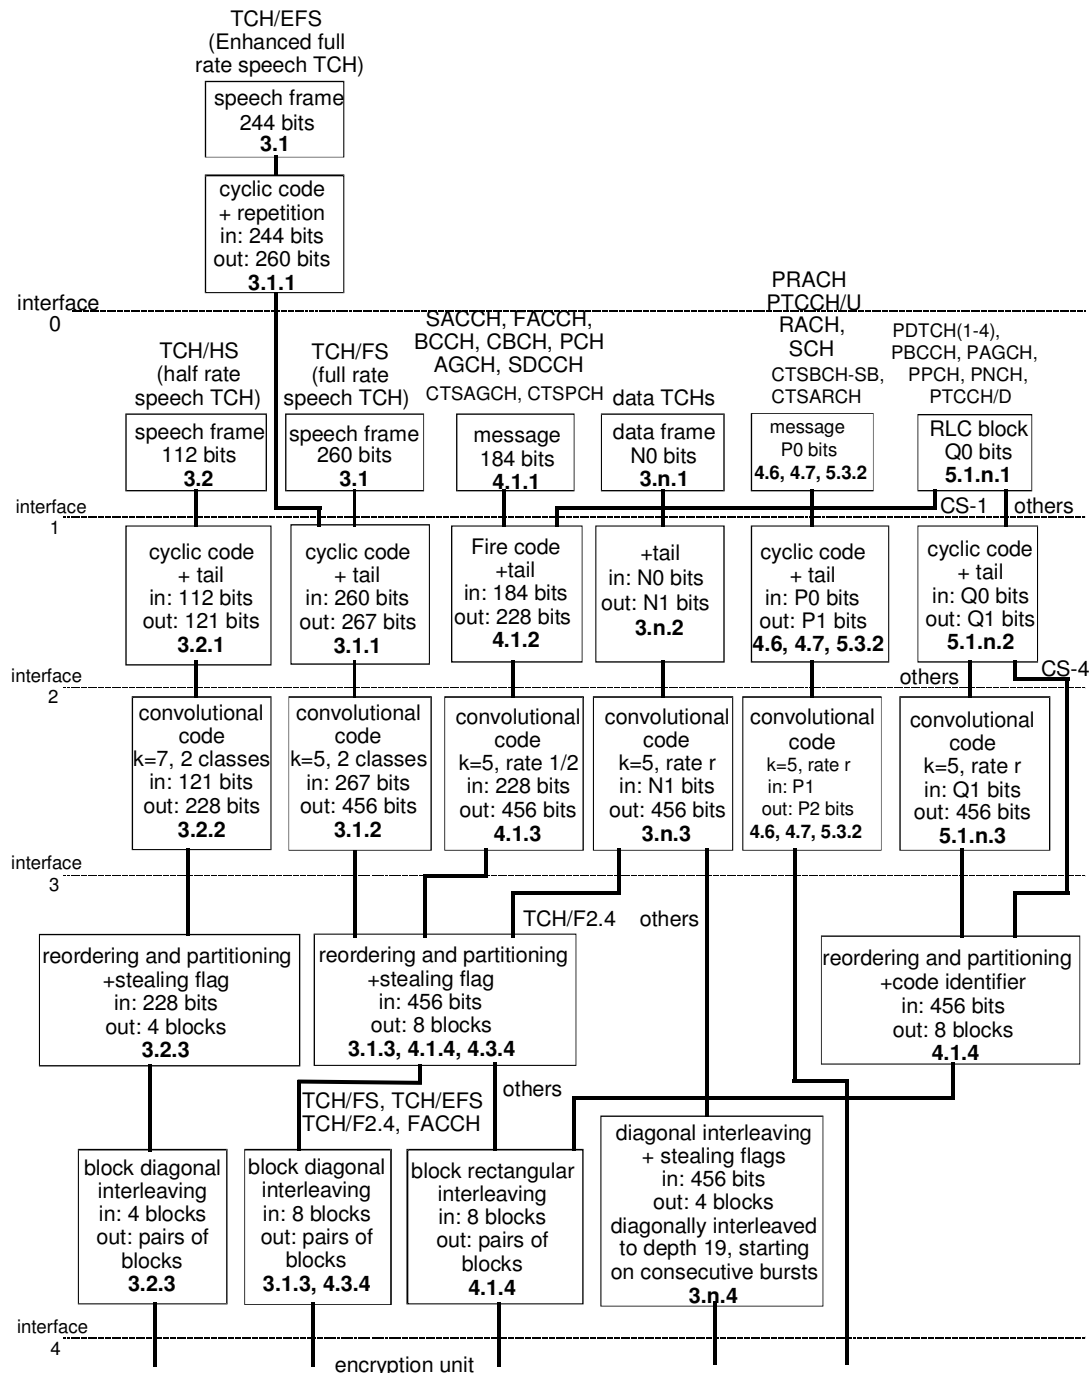 TCH/EFS
(Enhanced full
rate speech TCH)
speech frame
244 bits
3.1
cyclic code
+ repetition
in: 244 bits
out: 260 bits
3.1.1
interface
0
TCH/HS
(half rate
speech TCH)
TCH/FS
(full rate
speech TCH)
SACCH, FACCH,
BCCH, CBCH, PCH
AGCH, SDCCH
CTSAGCH, CTSPCH
data TCHs
PRACH
PTCCH/U
RACH,
SCH
CTSBCH-SB,
CTSARCH
PDTCH(1-4),
PBCCH, PAGCH,
PPCH, PNCH,
PTCCH/D
speech frame
112 bits
3.2
speech frame
260 bits
3.1
message
184 bits
4.1.1
data frame
N0 bits
3.n.1
message
P0 bits
4.6, 4.7, 5.3.2
RLC block
Q0 bits
5.1.n.1
interface
1
CS-1
others
cyclic code
+ tail
in: 112 bits
out: 121 bits
3.2.1
cyclic code
+ tail
in: 260 bits
out: 267 bits
3.1.1
Fire code
+tail
in: 184 bits
out: 228 bits
4.1.2
+tail
in: N0 bits
out: N1 bits
3.n.2
cyclic code
+ tail
in: P0 bits
out: P1 bits
4.6, 4.7, 5.3.2
cyclic code
+ tail
in: Q0 bits
out: Q1 bits
5.1.n.2
interface
2
others
CS-4
convolutional
code
k=7, 2 classes
in: 121 bits
out: 228 bits
3.2.2
convolutional
code
k=5, 2 classes
in: 267 bits
out: 456 bits
3.1.2
convolutional
code
k=5, rate 1/2
in: 228 bits
out: 456 bits
4.1.3
convolutional
code
k=5, rate r
in: N1 bits
out: 456 bits
3.n.3
convolutional
code
k=5, rate r
in: P1
out: P2 bits
4.6, 4.7, 5.3.2
convolutional
code
k=5, rate r
in: Q1 bits
out: 456 bits
5.1.n.3
interface
3
TCH/F2.4
others
reordering and partitioning
+stealing flag
in: 228 bits
out: 4 blocks
3.2.3
reordering and partitioning
+stealing flag
in: 456 bits
out: 8 blocks
3.1.3, 4.1.4, 4.3.4
reordering and partitioning
+code identifier
in: 456 bits
out: 8 blocks
4.1.4
TCH/FS, TCH/EFS
TCH/F2.4, FACCH
others
block diagonal
interleaving
in: 4 blocks
out: pairs of
blocks
3.2.3
block diagonal
interleaving
in: 8 blocks
out: pairs of
blocks
3.1.3, 4.3.4
block rectangular
interleaving
in: 8 blocks
out: pairs of
blocks
4.1.4
diagonal interleaving
+ stealing flags
in: 456 bits
out: 4 blocks
diagonally interleaved
to depth 19, starting
on consecutive bursts
3.n.4
interface
4
encryption unit